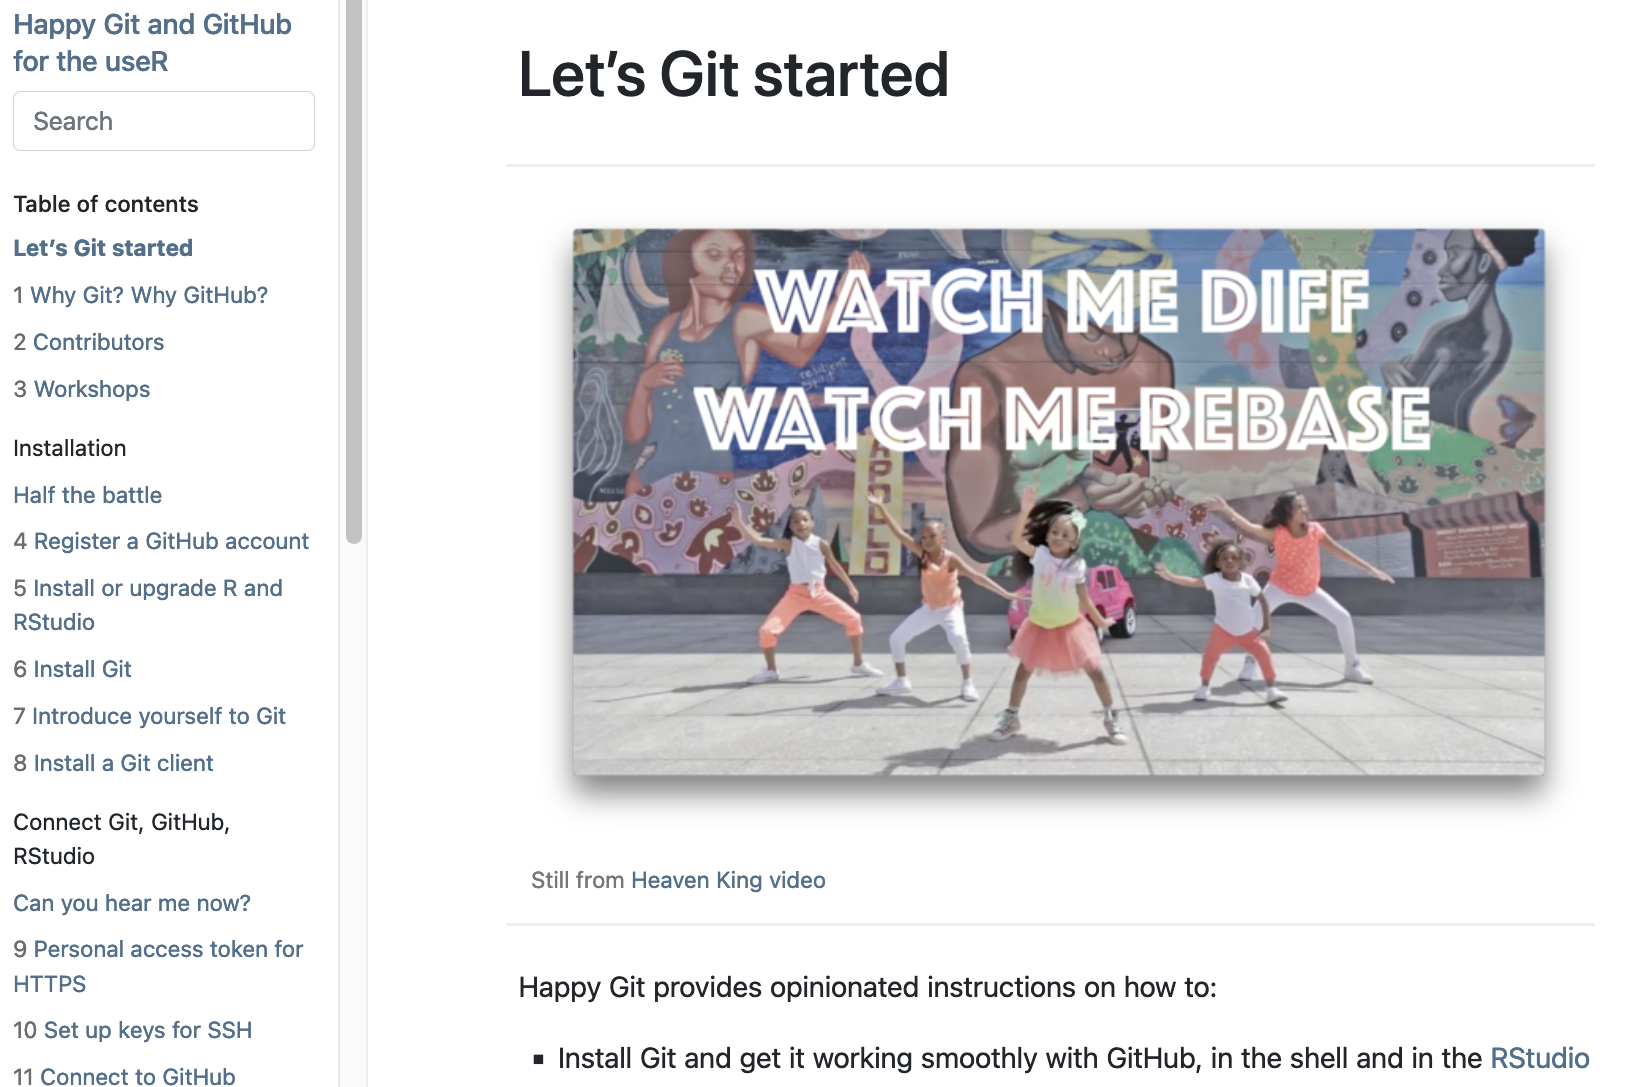 Happy Git and GitHub
for the useR
Search
Table of contents
Let's Git started
1 Why Git? Why GitHub?
2 Contributors
3 Workshops
Installation
Half the battle
4 Register a GitHub account
5 Install or upgrade R and
RStudio
6 Install Git
7 Introduce yourself to Git
8 Install a Git client
Connect Git, GitHub,
RStudio
Can you hear me now?
9 Personal access token for
HTTPS
10 Set up keys for SSH
11 Connect to GitHub
Let’s Git started
WATCH ME DIFF
WATCH ME REBASE
APOLLO
Still from Heaven King video
Happy Git provides opinionated instructions on how to:
▪ Install Git and get it working smoothly with GitHub, in the shell and in the RStudio